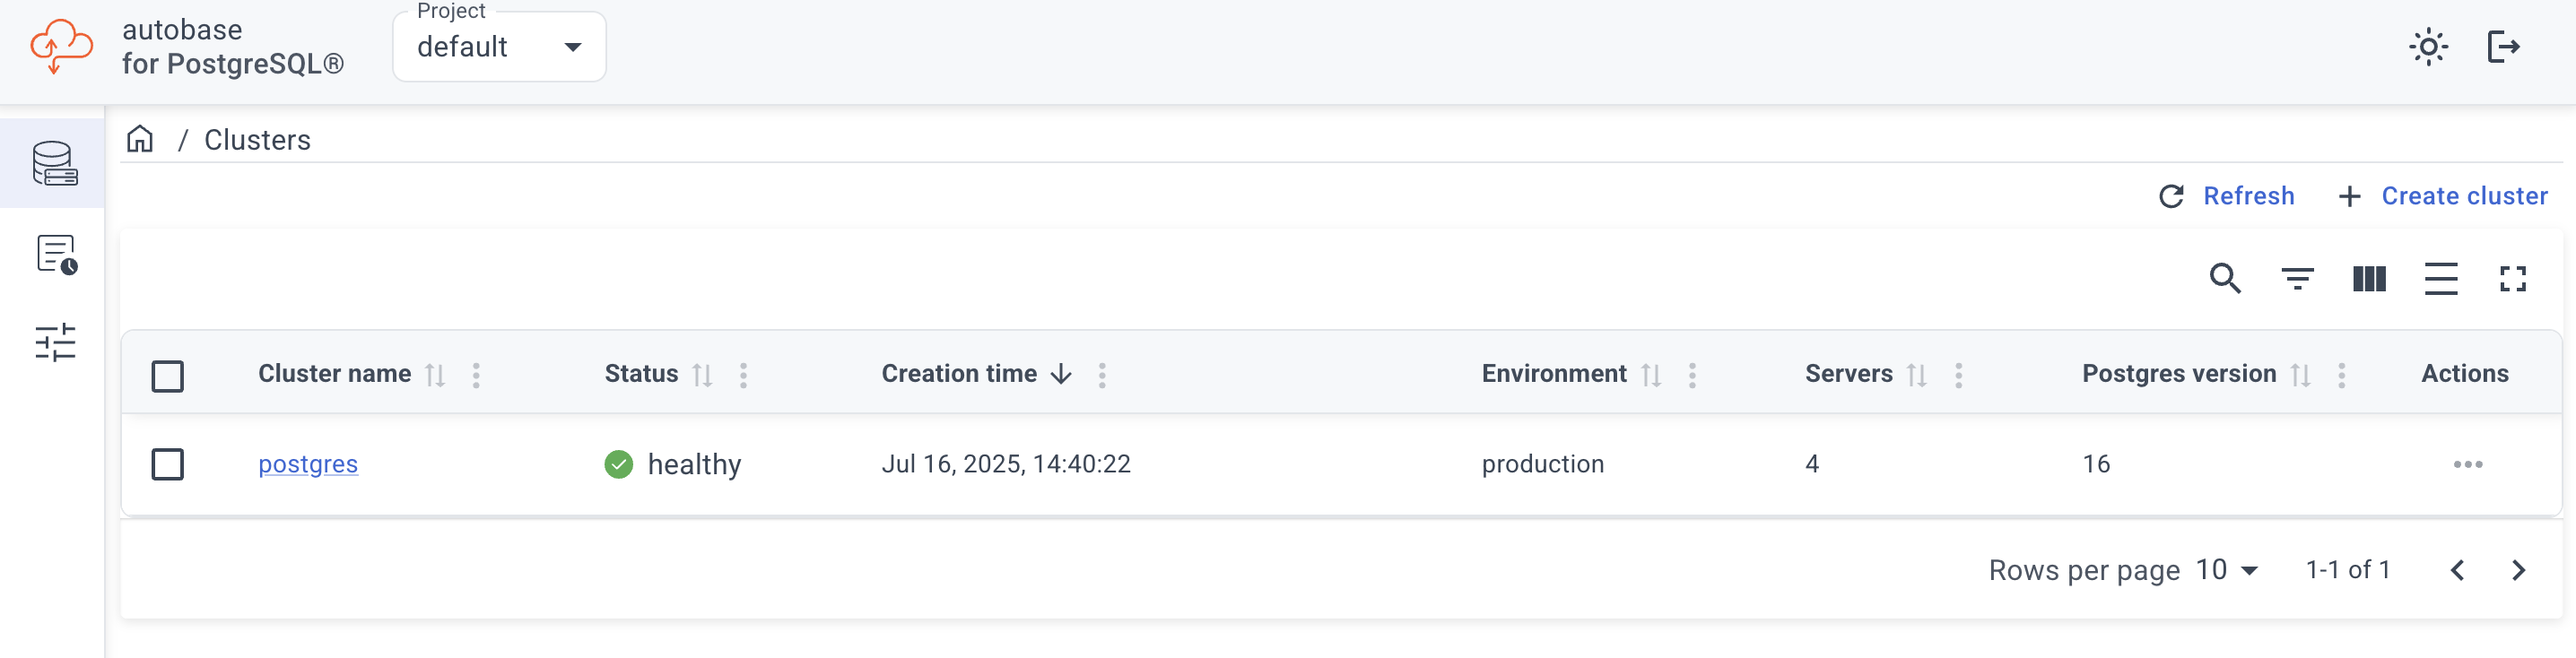 autobase
for PostgreSQL®
Project
default
/ Clusters
Refresh
Create cluster
Cluster name Status Creation time Environment Servers Postgres version Actions
postgres healthy Jul 16, 2025, 14:40:22 production 4 16
Rows per page 10 1-1 of 1